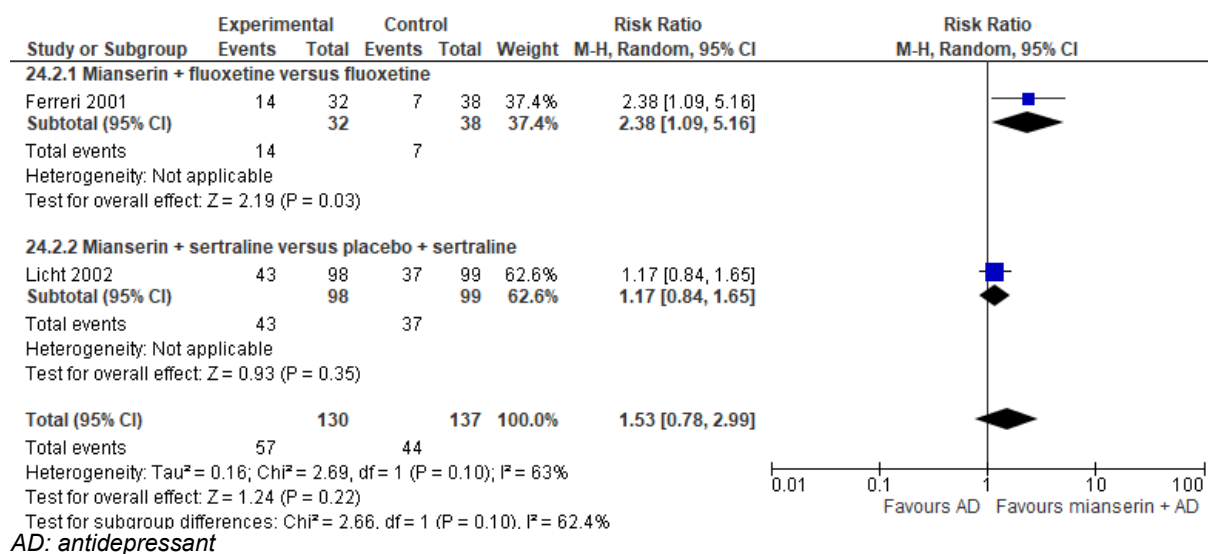 Experimental Control Risk Ratio Risk Ratio
Study or Subgroup Events Total Events Total Weight M-H, Random, 95% CI M-H, Random, 95% CI
24.2.1 Mianserin + fluoxetine versus fluoxetine
Ferreri 2001 14 32 7 38 37.4% 2.38 [1.09, 5.16]
Subtotal (95% CI) 32 38 37.4% 2.38 [1.09, 5.16]
Total events 14 7
Heterogeneity: Not applicable
Test for overall effect: Z = 2.19 (P = 0.03)
24.2.2 Mianserin + sertraline versus placebo + sertraline
Licht 2002 43 98 37 99 62.6% 1.17 [0.84, 1.65]
Subtotal (95% CI) 98 99 62.6% 1.17 [0.84, 1.65]
Total events 43 37
Heterogeneity: Not applicable
Test for overall effect: Z = 0.93 (P = 0.35)
Total (95% CI) 130 137 100.0% 1.53 [0.78, 2.99]
Total events 57 44
Heterogeneity: Tau² = 0.16; Chi² = 2.69, df = 1 (P = 0.10); I² = 63%
Test for overall effect: Z = 1.24 (P = 0.22)
Test for subgroup differences: Chi² = 2.66, df = 1 (P = 0.10), I² = 62.4%
0.01 0.1 1 10 100
Favours AD Favours mianserin + AD
AD: antidepressant